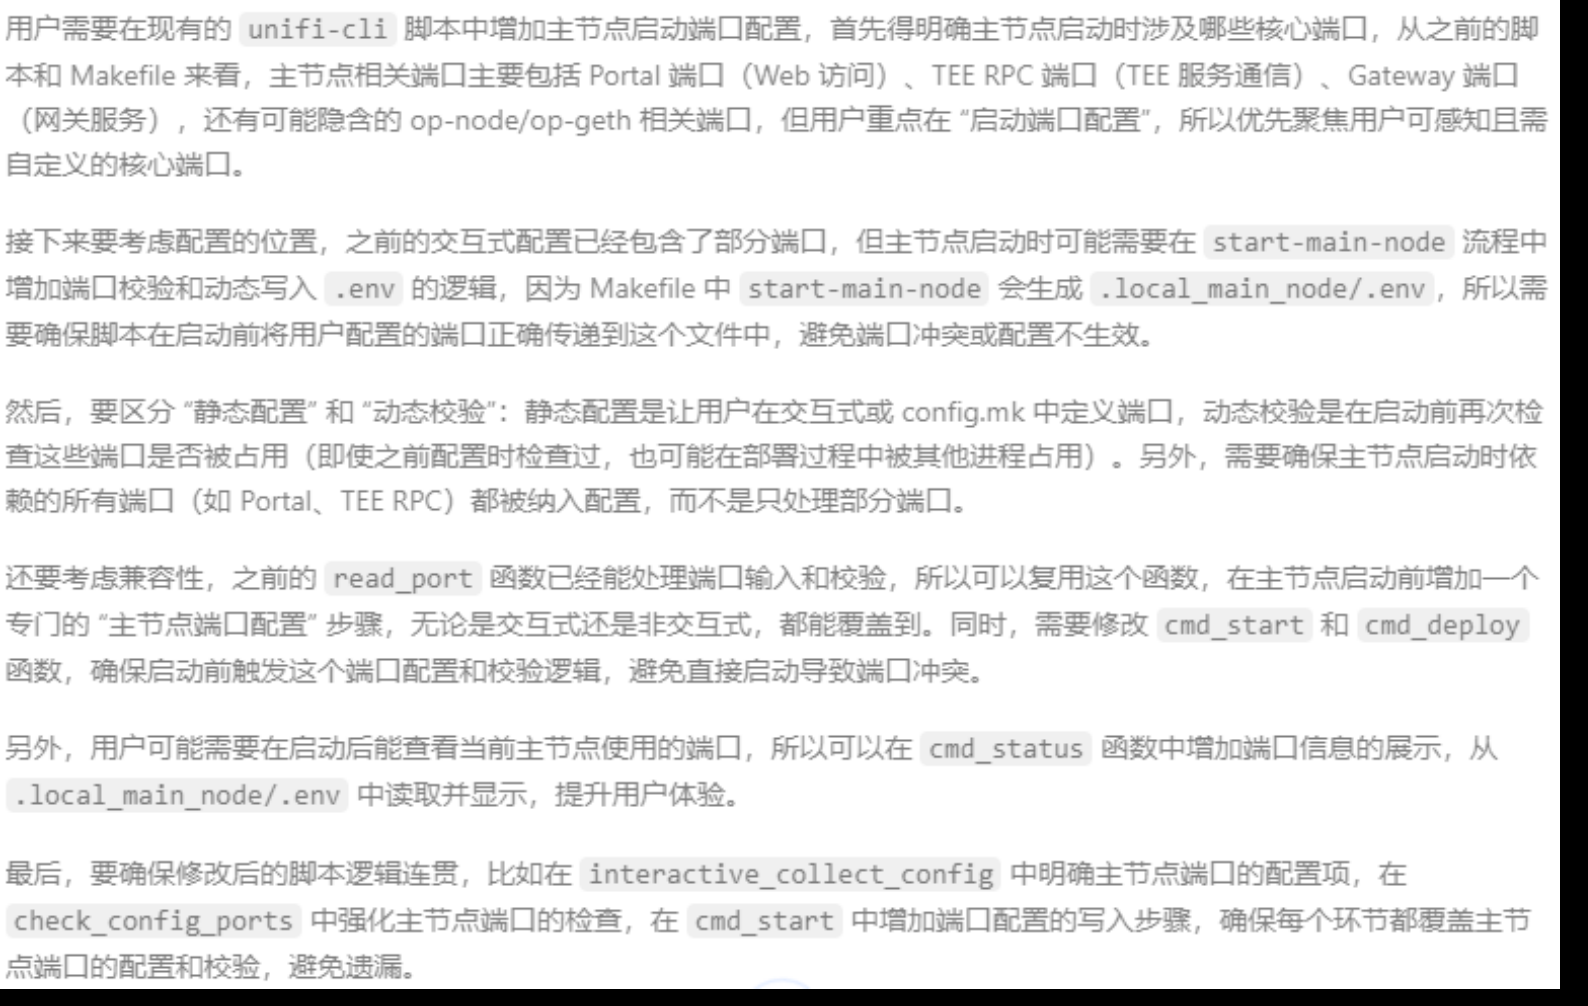 用户需要在现有的 unifi-cli 脚本中增加主节点启动端口配置，首先得明确主节点启动时涉及哪些核心端口，从之前的脚
本和 Makefile 来看，主节点相关端口主要包括 Portal 端口（Web 访问）、TEE RPC 端口（TEE 服务通信）、Gateway 端口
（网关服务），还有可能隐含的 op-node/op-geth 相关端口，但用户重点在 “启动端口配置”，所以优先聚焦用户可感知且需
自定义的核心端口。
接下来要考虑配置的位置，之前的交互式配置已经包含了部分端口，但主节点启动时可能需要在 start-main-node 流程中
增加端口校验和动态写入 .env 的逻辑，因为 Makefile 中 start-main-node 会生成 .local_main_node/.env，所以需
要确保脚本在启动前将用户配置的端口正确传递到这个文件中，避免端口冲突或配置不生效。
然后，要区分 “静态配置” 和 “动态校验”：静态配置是让用户在交互式或 config.mk 中定义端口，动态校验是在启动前再次检
查这些端口是否被占用（即使之前配置时检查过，也可能在部署过程中被其他进程占用）。另外，需要确保主节点启动时依
赖的所有端口（如 Portal、TEE RPC）都被纳入配置，而不是只处理部分端口。
还要考虑兼容性，之前的 read_port 函数已经能处理端口输入和校验，所以可以复用这个函数，在主节点启动前增加一个
专门的 “主节点端口配置” 步骤，无论是交互式还是非交互式，都能覆盖到。同时，需要修改 cmd_start 和 cmd_deploy
函数，确保启动前触发这个端口配置和校验逻辑，避免直接启动导致端口冲突。
另外，用户可能需要在启动后能查看当前主节点使用的端口，所以可以在 cmd_status 函数中增加端口信息的展示，从
.local_main_node/.env 中读取并显示，提升用户体验。
最后，要确保修改后的脚本逻辑连贯，比如在 interactive_collect_config 中明确主节点端口的配置项，在
check_config_ports 中强化主节点端口的检查，在 cmd_start 中增加端口配置的写入步骤，确保每个环节都覆盖主节
点端口的配置和校验，避免遗漏。